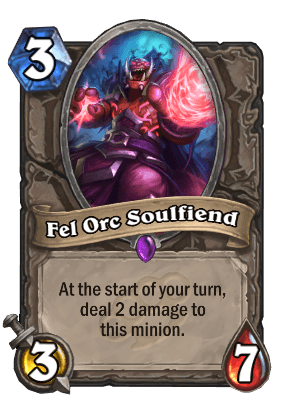 3
Fel Orc Soulfiend
At the start of your turn,
deal 2 damage to
this minion.
3
7